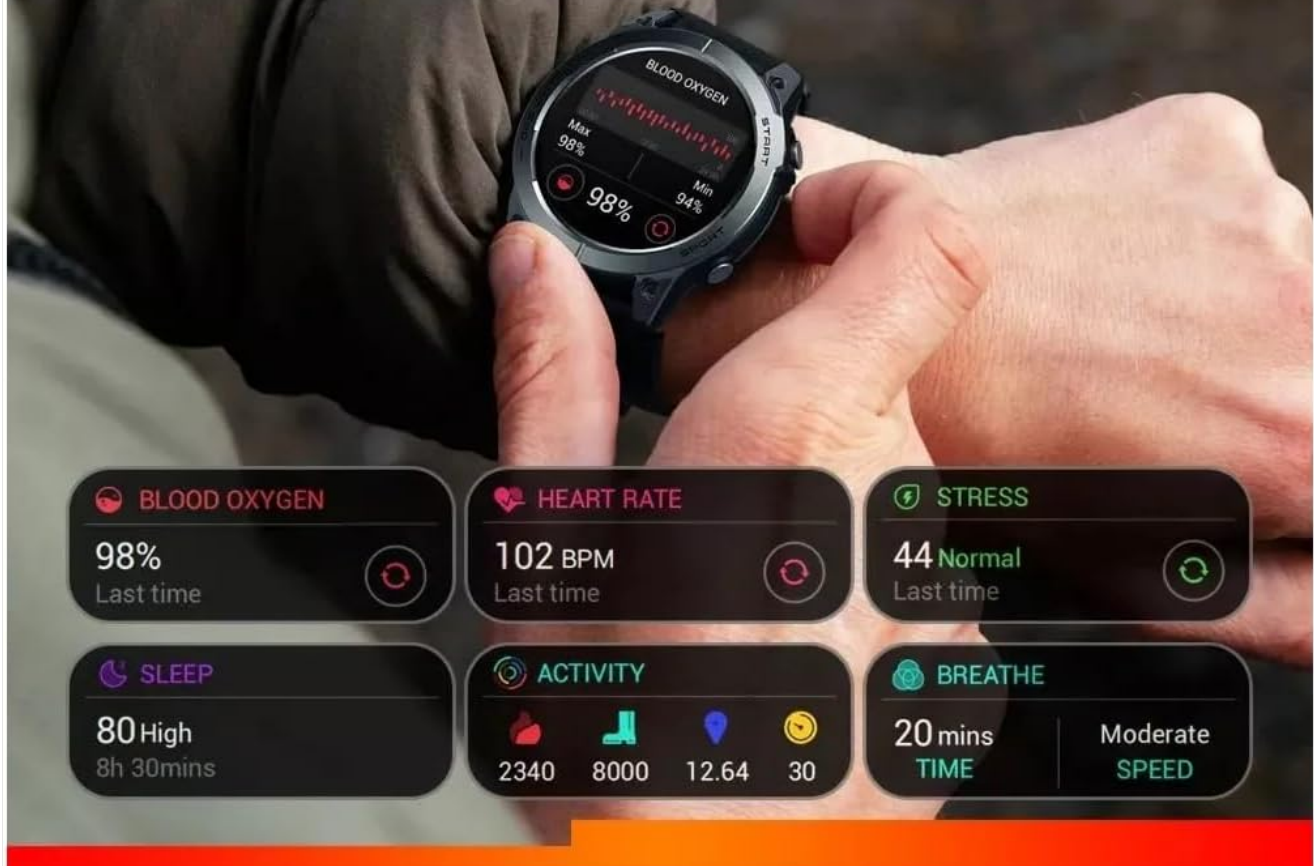 BLOOD OXYGEN
Max
98%
Min
94%
98%
START
SPORT
BLOOD OXYGEN
98%
Last time
HEART RATE
102 BPM
Last time
STRESS
44 Normal
Last time
SLEEP
80 High
8h 30mins
ACTIVITY
2340 8000 12.64 30
BREATHE
20 mins Moderate
TIME SPEED